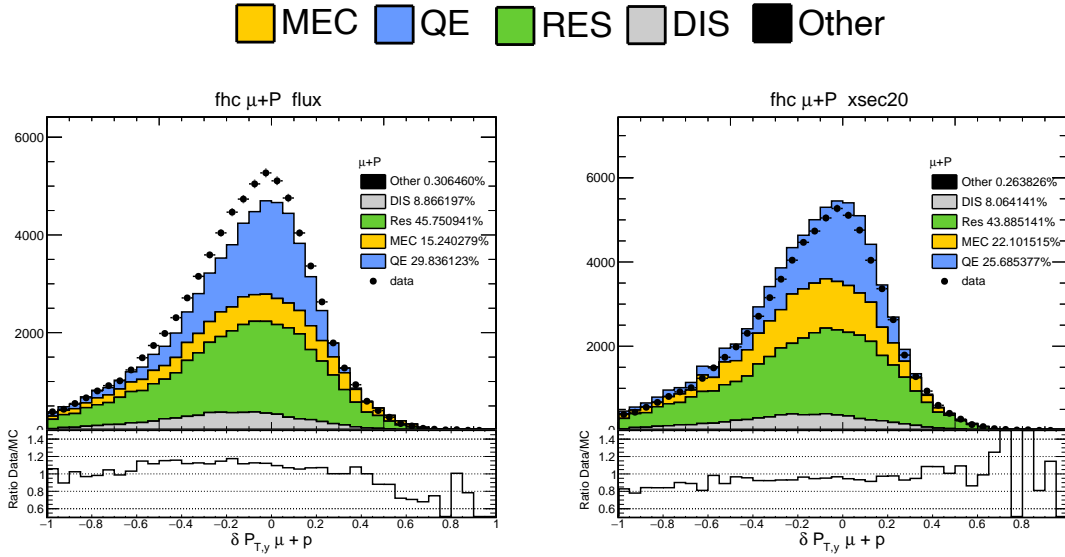 MEC QE RES DIS Other
fhc μ+P flux
6000
4000
2000
0
μ+P
Other 0.306460%
DIS 8.866197%
Res 45.750941%
MEC 15.240279%
QE 29.836123%
data
Ratio Data/MC
1.4
1.2
1
0.8
0.6
−1 −0.8 −0.6 −0.4 −0.2 0 0.2 0.4 0.6 0.8 1
δ P_{T,y} μ + p
fhc μ+P xsec20
6000
4000
2000
0
μ+P
Other 0.263826%
DIS 8.064141%
Res 43.885141%
MEC 22.101515%
QE 25.685377%
data
Ratio Data/MC
1.4
1.2
1
0.8
0.6
−1 −0.8 −0.6 −0.4 −0.2 0 0.2 0.4 0.6 0.8 1
δ P_{T,y} μ + p